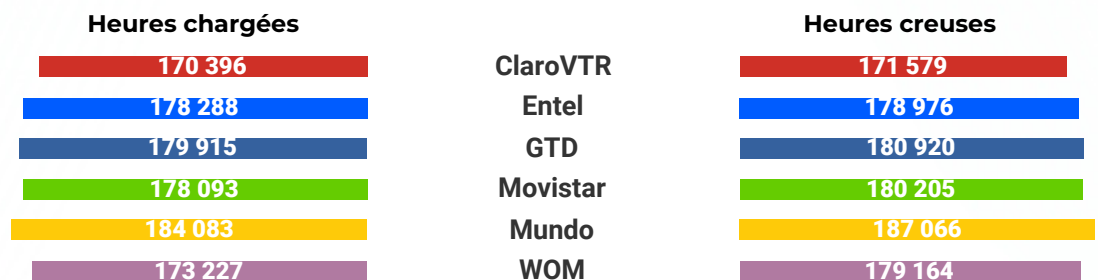 Heures chargées Heures creuses
170 396 ClaroVTR 171 579
178 288 Entel 178 976
179 915 GTD 180 920
178 093 Movistar 180 205
184 083 Mundo 187 066
173 227 WOM 179 164